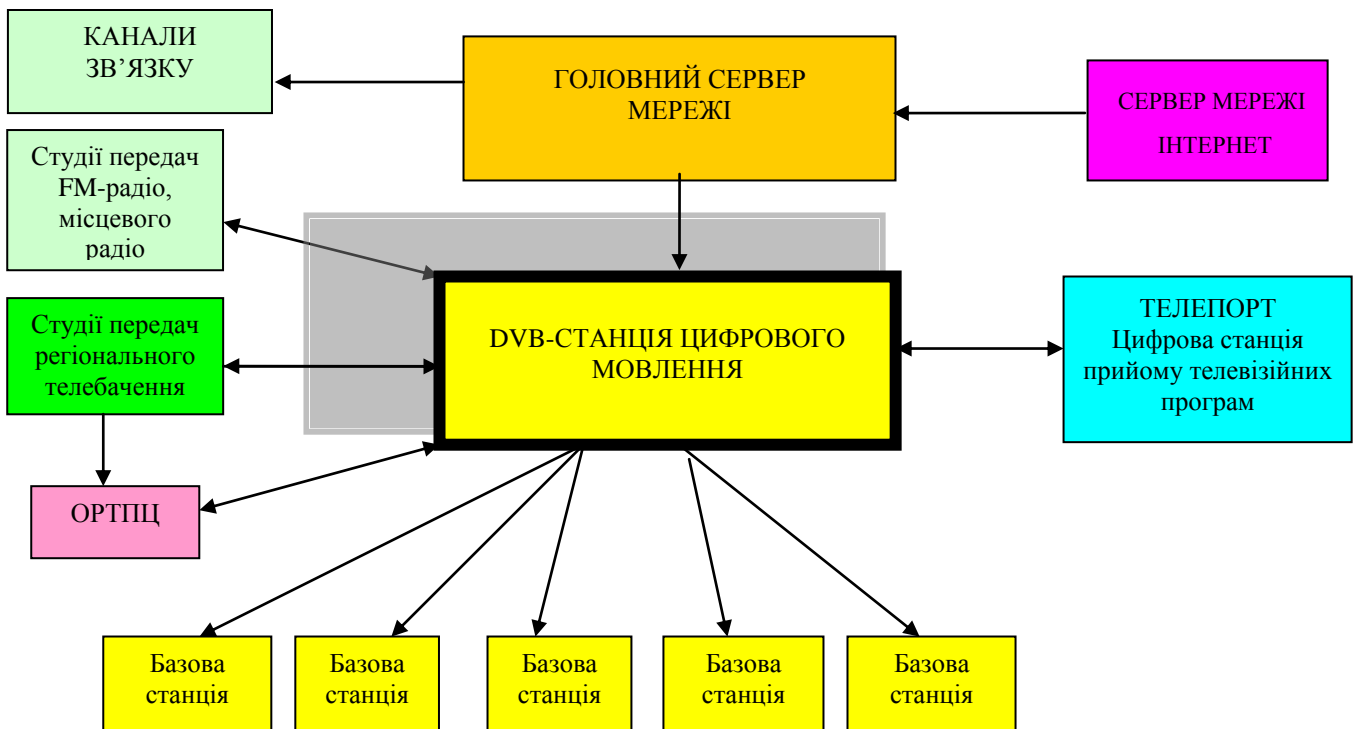 КАНАЛИ
ЗВ’ЯЗКУ
ГОЛОВНИЙ СЕРВЕР
МЕРЕЖІ
СЕРВЕР МЕРЕЖІ
ІНТЕРНЕТ
Студії передач
FM-радіо,
місцевого
радіо
Студії передач
регіонального
телебачення
DVB-СТАНЦІЯ ЦИФРОВОГО
МОВЛЕННЯ
ТЕЛЕПОРТ
Цифрова станція
прийому телевізійних
програм
ОРТПЦ
Базова
станція
Базова
станція
Базова
станція
Базова
станція
Базова
станція